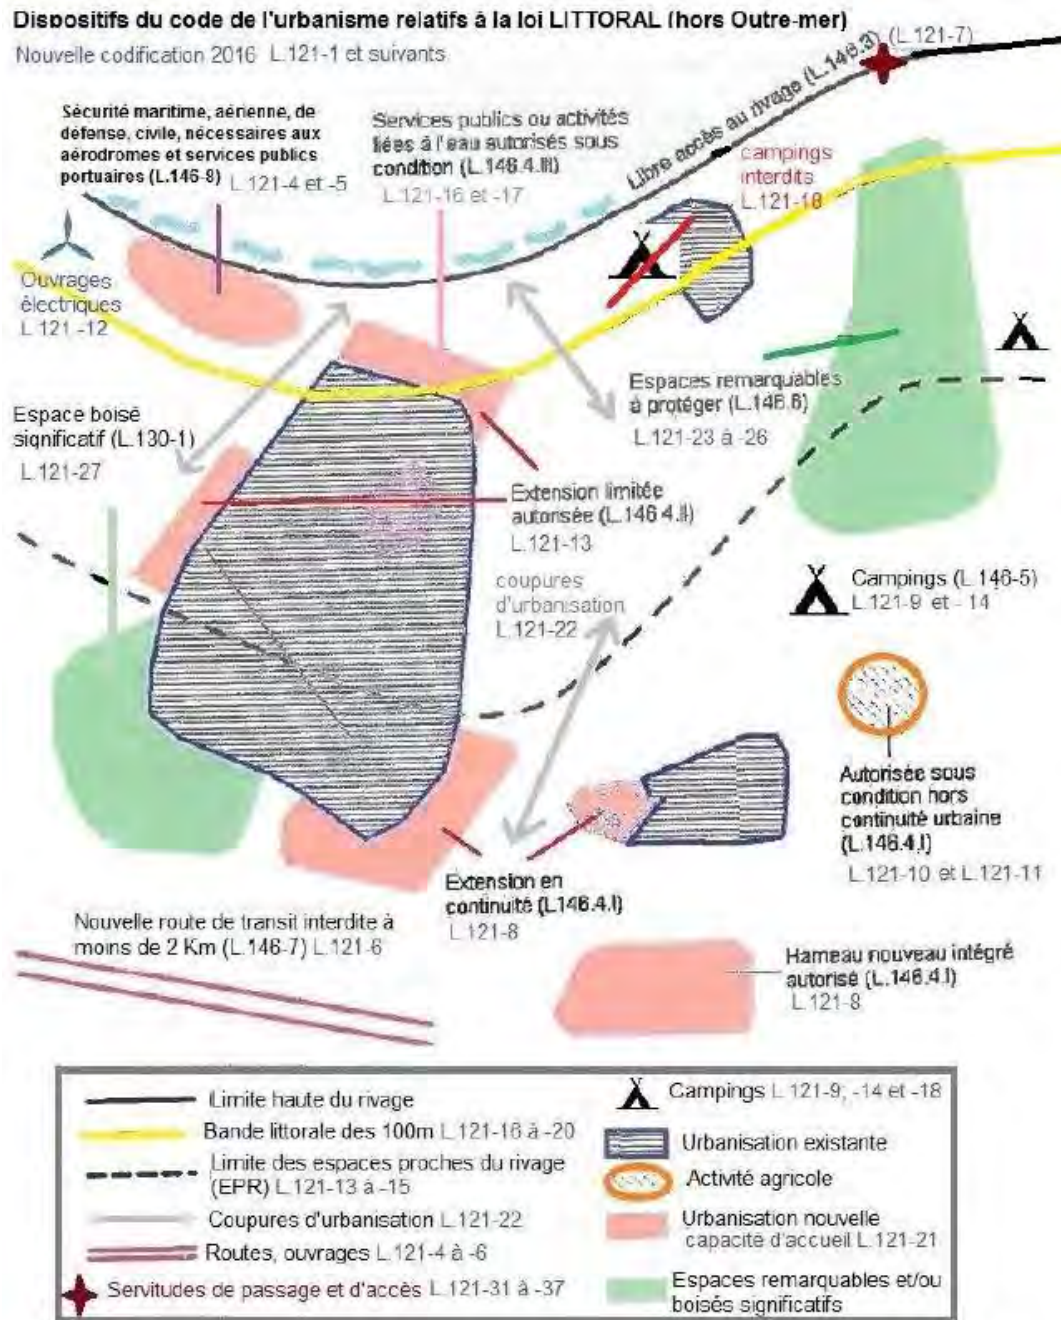 Dispositifs du code de l'urbanisme relatifs à la loi LITTORAL (hors Outre-mer)
Nouvelle codification 2016 L.121-1 et suivants
Libre accès au rivage (L.146.3) (L.121-7)
Sécurité maritime, aérienne, de
défense, civile, nécessaires aux
aérodromes et services publics
portuaires (L.146-8) L.121-4 et -5
Services publics ou activités
liées à l'eau autorisés sous
condition (L.146.4.III)
L.121-16 et -17
campings
interdits
L.121-18
Ouvrages
électriques
L.121 -12
Espaces remarquables
à protéger (L.146.6)
L.121-23 à -26
Espace boisé
significatif (L.130-1)
L.121-27
Extension limitée
autorisée (L.146.4.II)
L.121-13
coupures
d'urbanisation
L.121-22
Campings (L.146-5)
L.121-9 et - 14
Autorisée sous
condition hors
continuité urbaine
(L.146.4.I)
L.121-10 et L.121-11
Extension en
continuité (L146.4.I)
L.121-8
Nouvelle route de transit interdite à
moins de 2 Km (L.146-7) L.121-6
Hameau nouveau intégré
autorisé (L.146.4.I)
L.121-8
Limite haute du rivage
Bande littorale des 100m L.121-16 à -20
Limite des espaces proches du rivage
(EPR) L.121-13 à -15
Coupures d'urbanisation L.121-22
Routes, ouvrages L.121-4 à -6
Servitudes de passage et d'accès L.121-31 à -37
Campings L.121-9; -14 et -18
Urbanisation existante
Activité agricole
Urbanisation nouvelle
capacité d'accueil L.121-21
Espaces remarquables et/ou
boisés significatifs